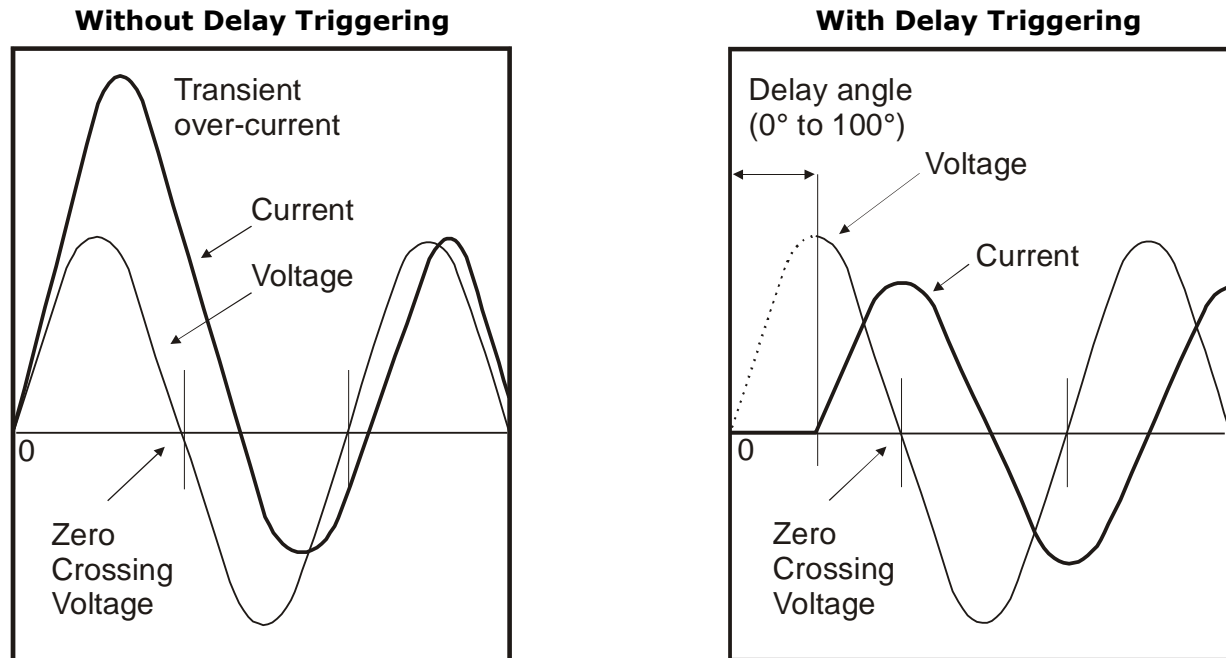 Without Delay Triggering
Transient
over-current
Current
Voltage
0
Zero
Crossing
Voltage
With Delay Triggering
Delay angle
(0° to 100°)
Voltage
Current
0
Zero
Crossing
Voltage